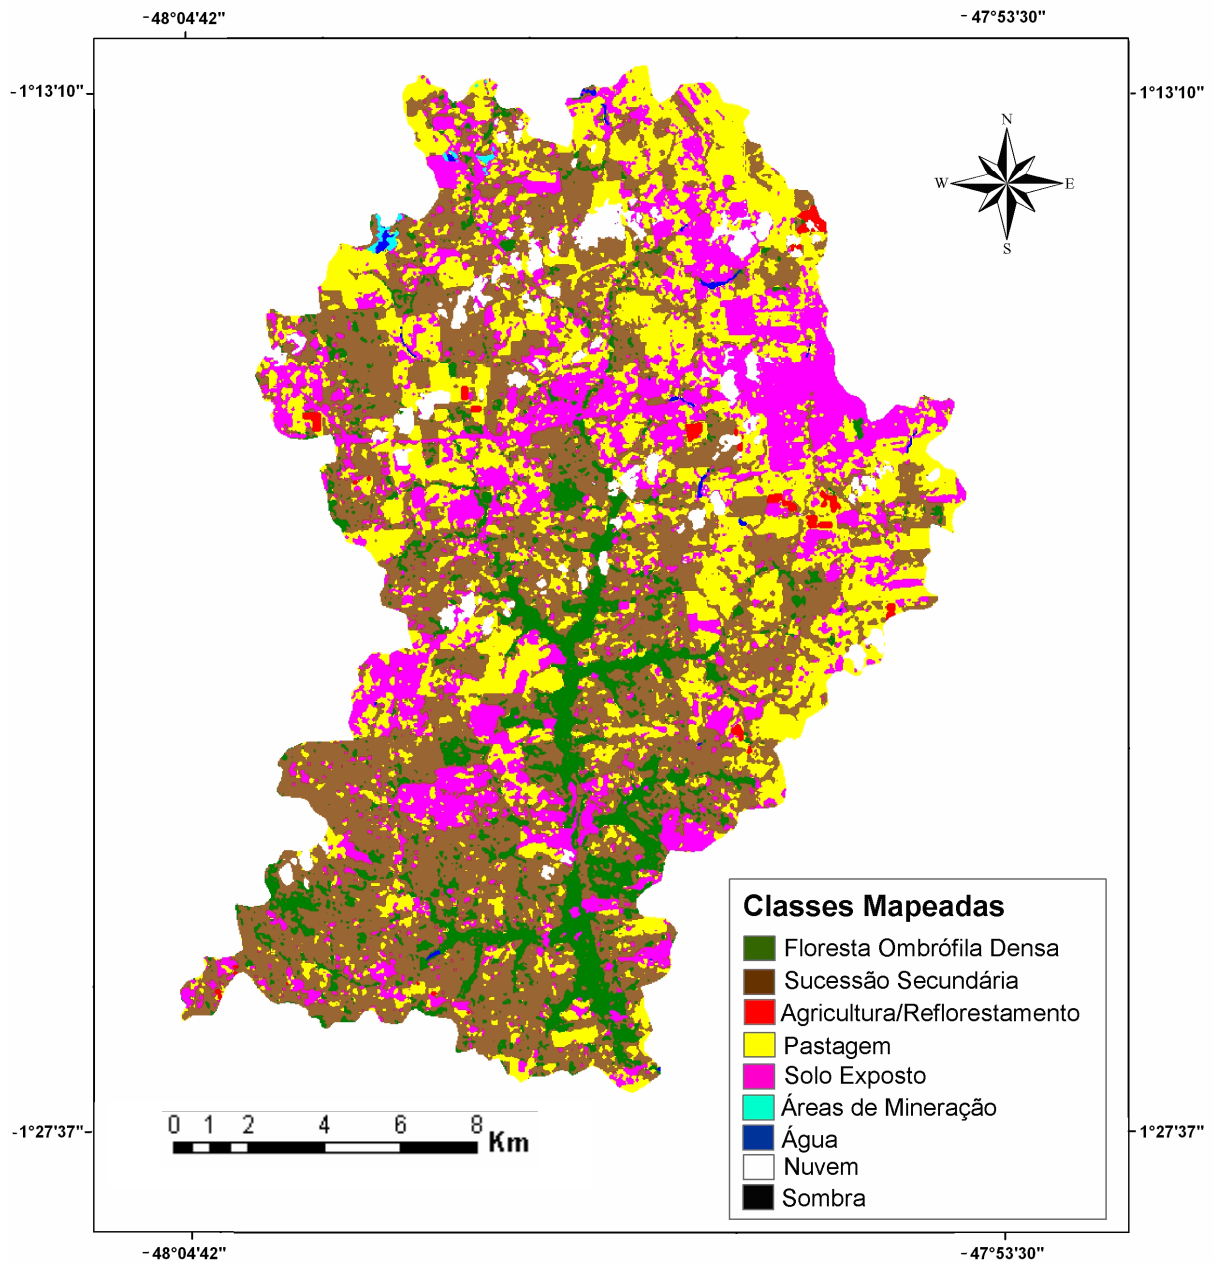 -48°04'42"
-47°53'30"
-1°13'10"
-1°13'10"
N
W
E
S
Classes Mapeadas
Floresta Ombrófila Densa
Sucessão Secundária
Agricultura/Reflorestamento
Pastagem
Solo Exposto
Áreas de Mineração
Água
Nuvem
Sombra
0 1 2 4 6 8 Km
-1°27'37"
-1°27'37"
-48°04'42"
-47°53'30"